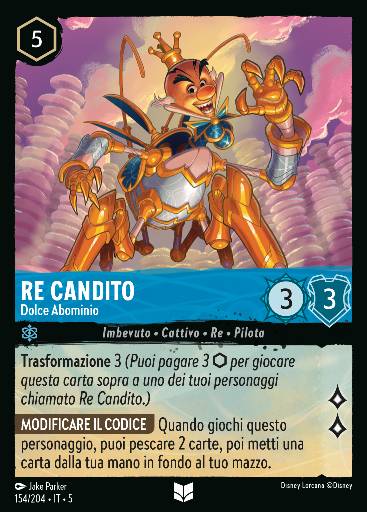 5
RE CANDITO
Dolce Abominio
3
3
Imbevuto • Cattivo • Re • Pilota
Trasformazione 3 (Puoi pagare 3 ⬡ per giocare
questa carta sopra a uno dei tuoi personaggi
chiamato Re Candito.)
MODIFICARE IL CODICE Quando giochi questo
personaggio, puoi pescare 2 carte, poi metti una
carta dalla tua mano in fondo al tuo mazzo.
Jake Parker
Disney Lorcana ©Disney
154/204 • IT • 5